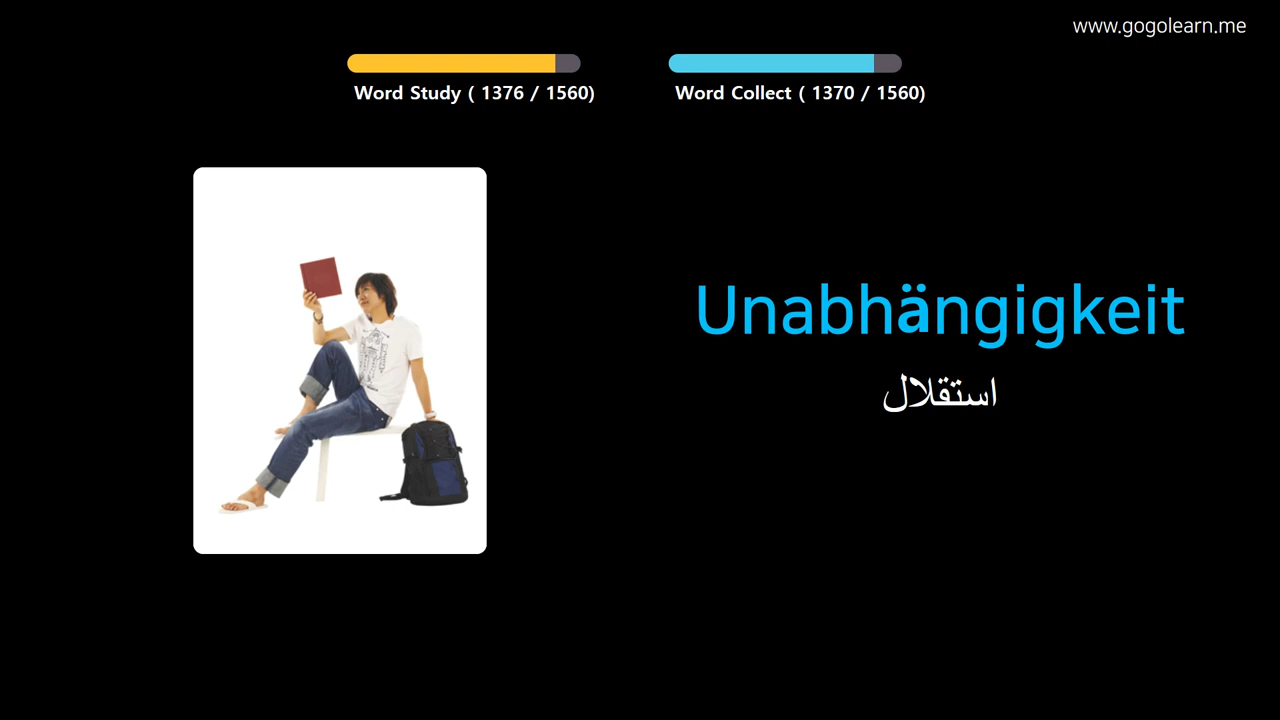 www.gogolearn.me
Word Study ( 1376 / 1560)
Word Collect ( 1370 / 1560)
Unabhängigkeit
استقلال